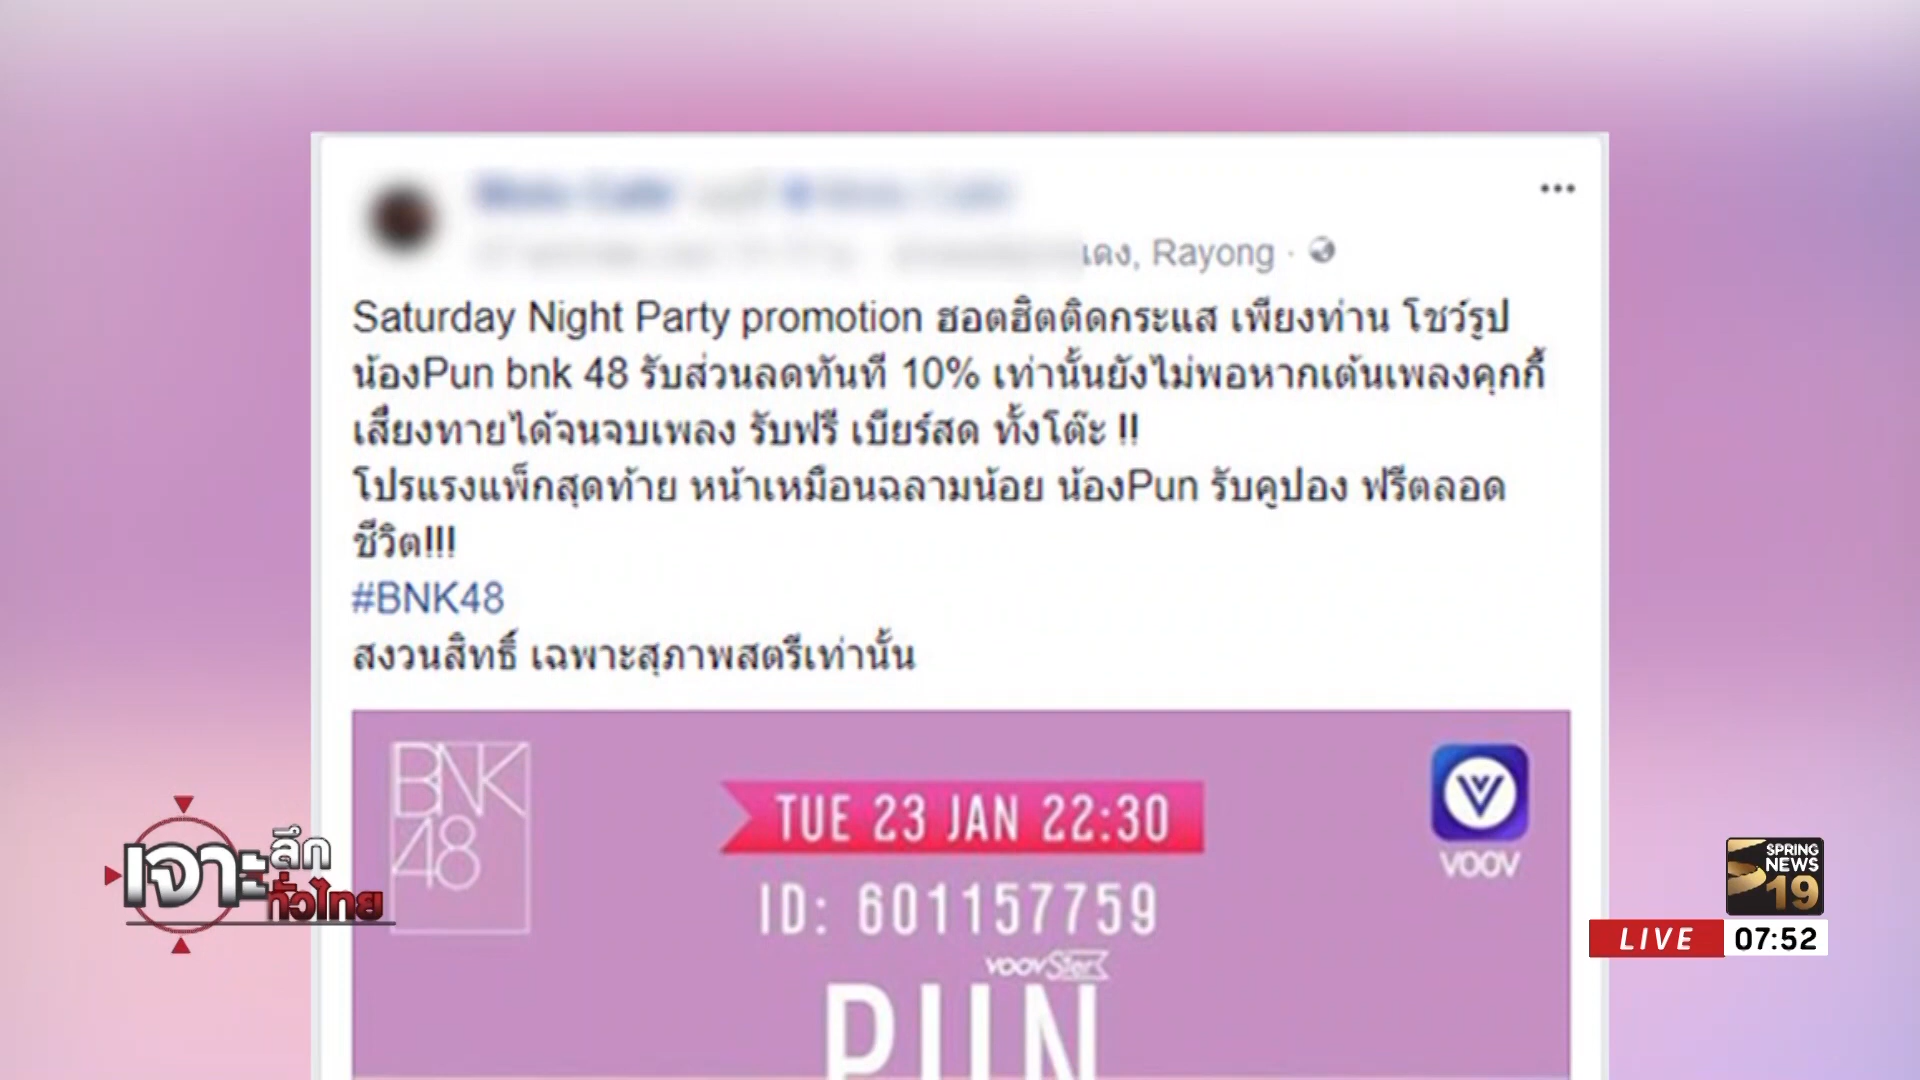 เดง, Rayong ·
Saturday Night Party promotion ฮอตฮิตติดกระแส เพียงท่าน โชว์รูป
น้องPun bnk 48 รับส่วนลดทันที 10% เท่านั้นยังไม่พอหากเต้นเพลงคุกกี้
เสี่ยงทายได้จนจบเพลง รับฟรี เบียร์สด ทั้งโต๊ะ !!
โปรแรงแพ็กสุดท้าย หน้าเหมือนฉลามน้อย น้องPun รับคูปอง ฟรีตลอด
ชีวิต!!!
#BNK48
สงวนสิทธิ์ เฉพาะสุภาพสตรีเท่านั้น
BNK
48
TUE 23 JAN 22:30
ID: 601157759
VOOV Star
PUN
VOOV
เจาะลึก
ทั่วไทย
SPRING
NEWS
19
LIVE 07:52